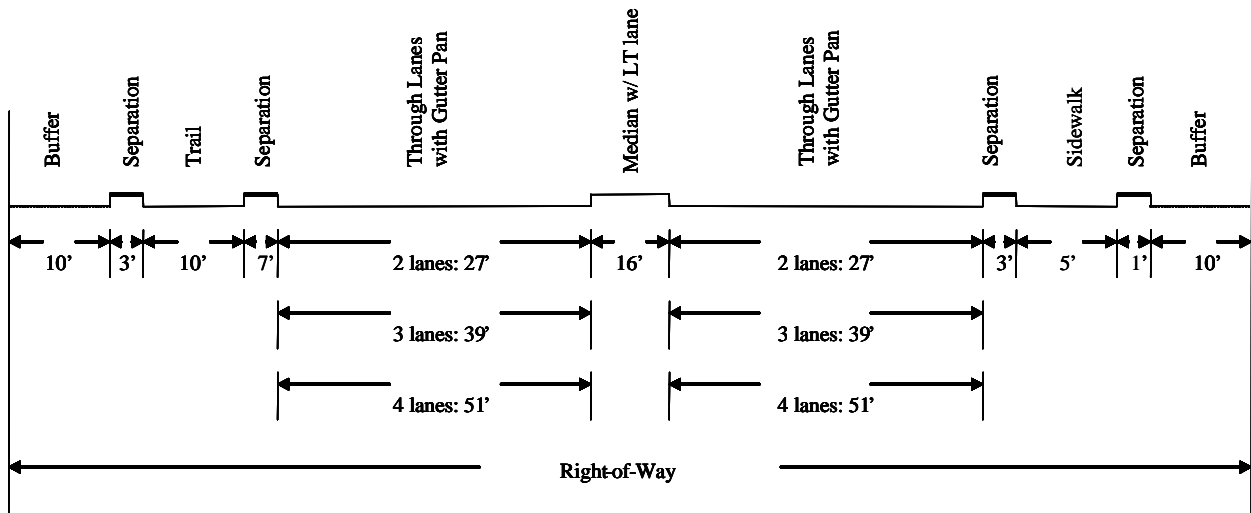 Buffer
Separation
Trail
Separation
Through Lanes
with Gutter Pan
Median w/ LT lane
Through Lanes
with Gutter Pan
Separation
Sidewalk
Separation
Buffer
10’ 3’ 10’ 7’ 2 lanes: 27’ 16’ 2 lanes: 27’ 3’ 5’ 1’ 10’
3 lanes: 39’ 3 lanes: 39’
4 lanes: 51’ 4 lanes: 51’
Right-of-Way